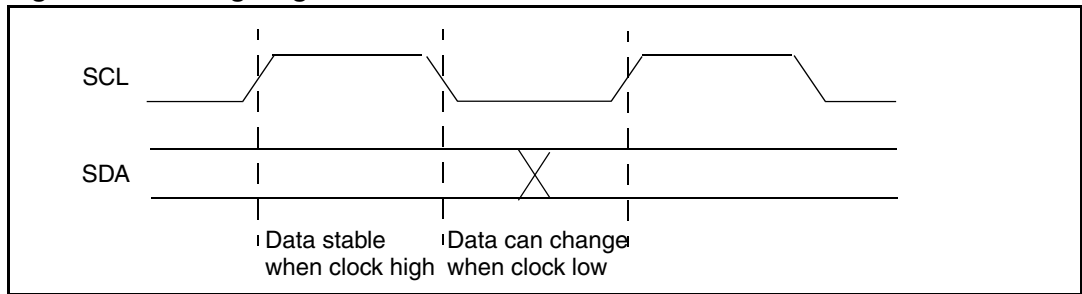 SCL
SDA
Data stable
when clock high
Data can change
when clock low